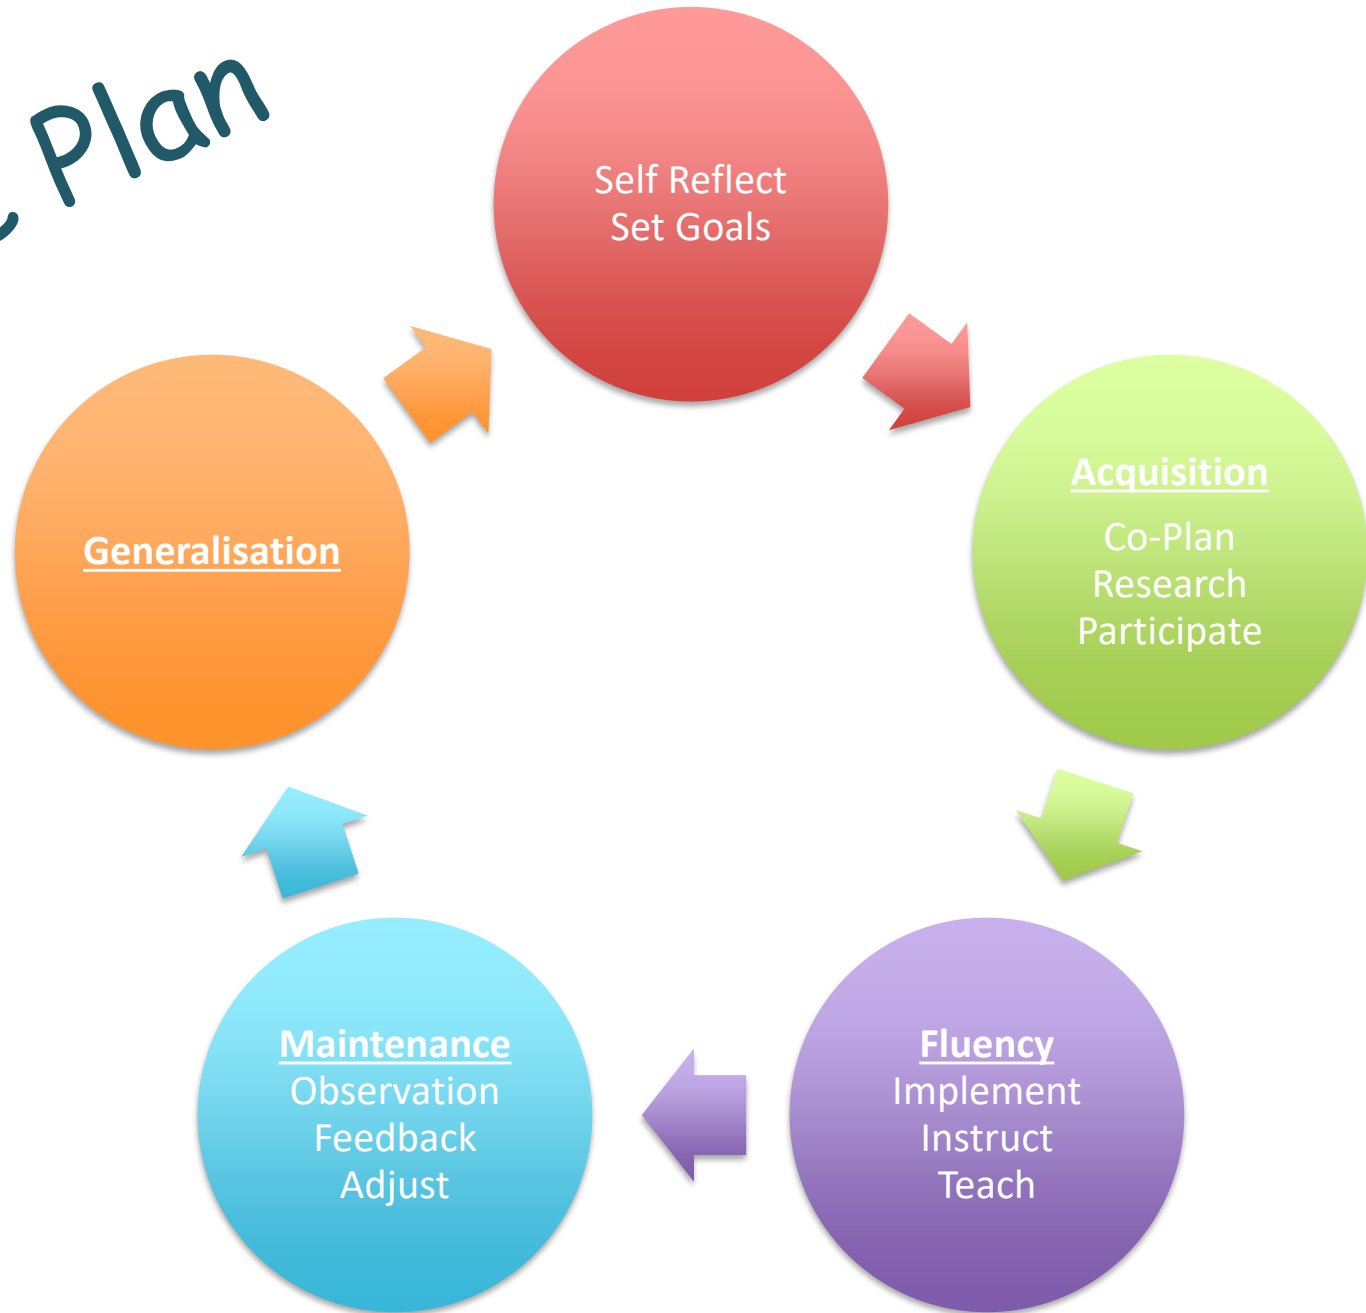 Plan
Self Reflect
Set Goals
Acquisition
Co-Plan
Research
Participate
Fluency
Implement
Instruct
Teach
Maintenance
Observation
Feedback
Adjust
Generalisation